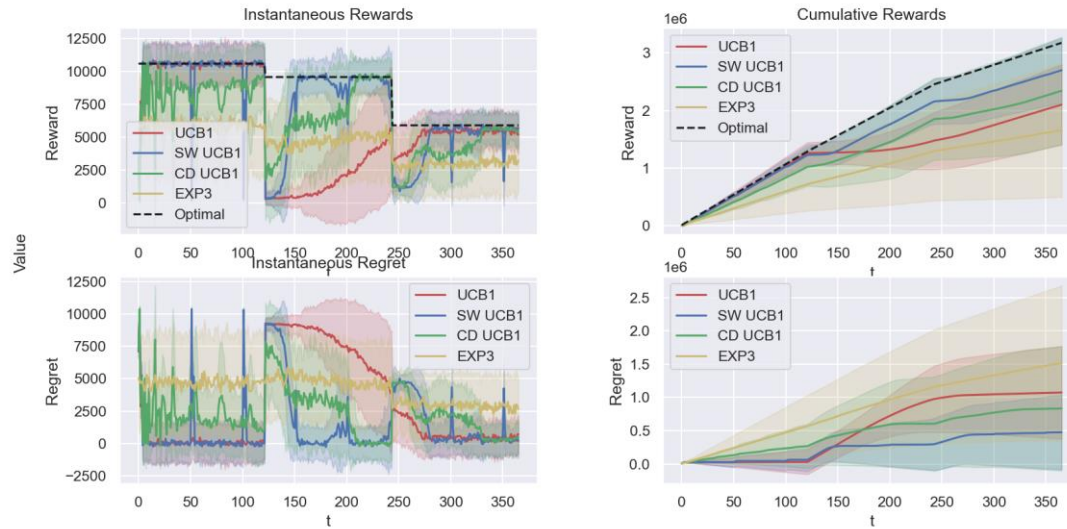 Instantaneous Rewards
12500
10000
7500
5000
2500
0
Reward
UCB1
SW UCB1
CD UCB1
EXP3
Optimal
0 50 100 150 200 250 300 350
t
Cumulative Rewards
1e6
3
2
1
0
Reward
UCB1
SW UCB1
CD UCB1
EXP3
Optimal
0 50 100 150 200 250 300 350
t
Value
Instantaneous Regret
12500
10000
7500
5000
2500
0
−2500
Regret
UCB1
SW UCB1
CD UCB1
EXP3
0 50 100 150 200 250 300 350
t
1e6
2.5
2.0
1.5
1.0
0.5
0.0
Regret
UCB1
SW UCB1
CD UCB1
EXP3
0 50 100 150 200 250 300 350
t